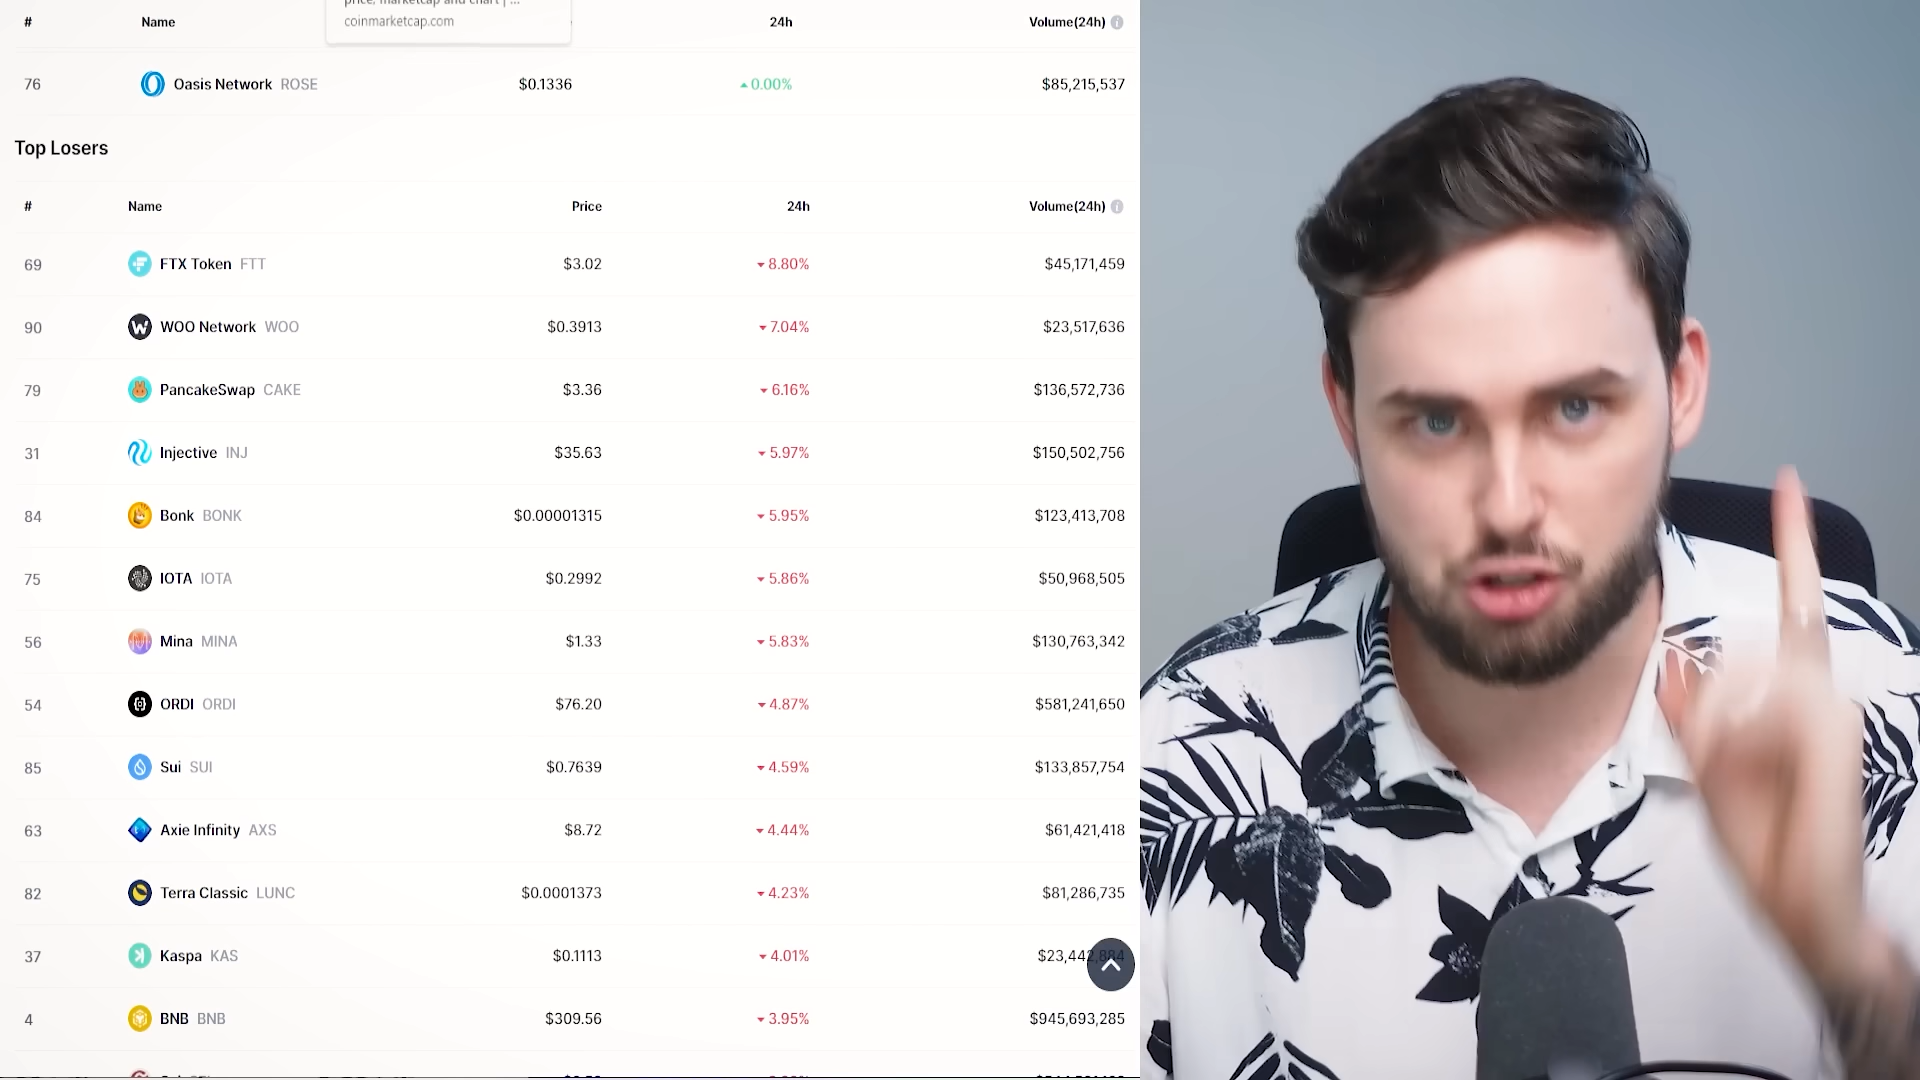 price, marketcap and chart | ...
coinmarketcap.com
# Name 24h Volume(24h)
76 Oasis Network ROSE $0.1336 0.00% $85,215,537
Top Losers
# Name Price 24h Volume(24h)
69 FTX Token FTT $3.02 8.80% $45,171,459
90 WOO Network WOO $0.3913 7.04% $23,517,636
79 PancakeSwap CAKE $3.36 6.16% $136,572,736
31 Injective INJ $35.63 5.97% $150,502,756
84 Bonk BONK $0.00001315 5.95% $123,413,708
75 IOTA IOTA $0.2992 5.86% $50,968,505
56 Mina MINA $1.33 5.83% $130,763,342
54 ORDI ORDI $76.20 4.87% $581,241,650
85 Sui SUI $0.7639 4.59% $133,857,754
63 Axie Infinity AXS $8.72 4.44% $61,421,418
82 Terra Classic LUNC $0.0001373 4.23% $81,286,735
37 Kaspa KAS $0.1113 4.01% $23,442,884
4 BNB BNB $309.56 3.95% $945,693,285